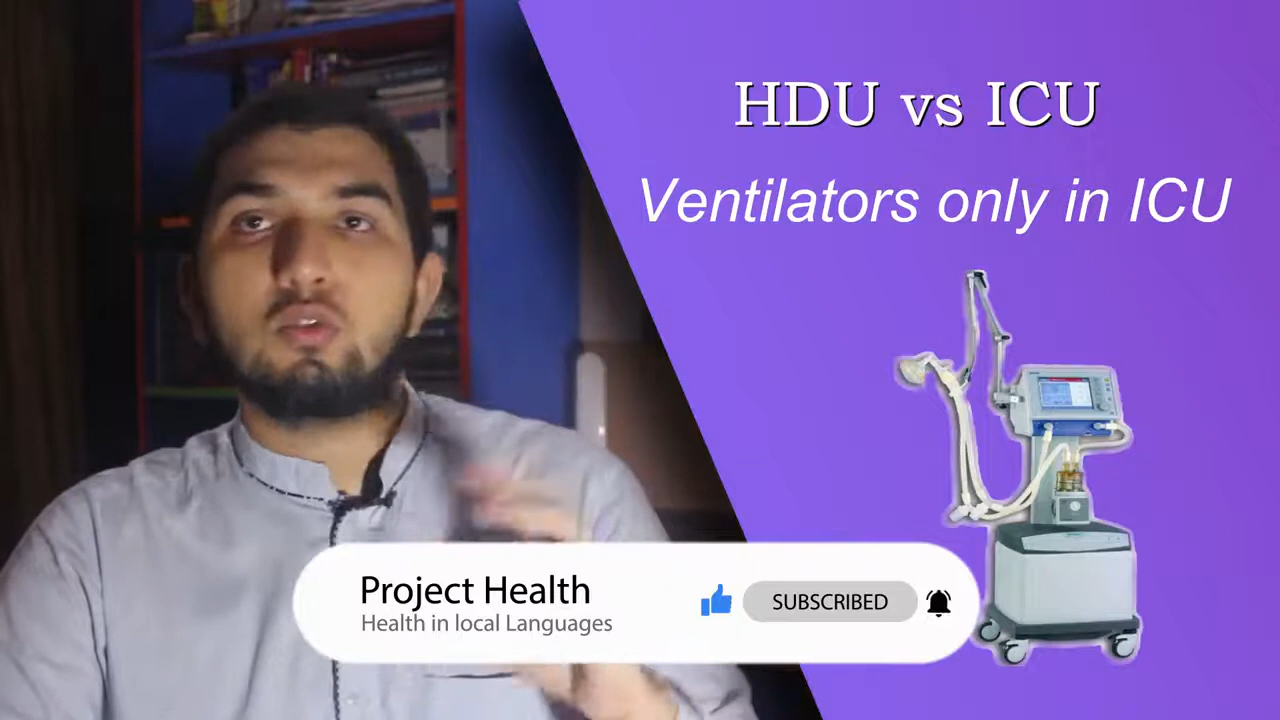 HDU vs ICU
Ventilators only in ICU
Project Health
Health in local Languages
SUBSCRIBED